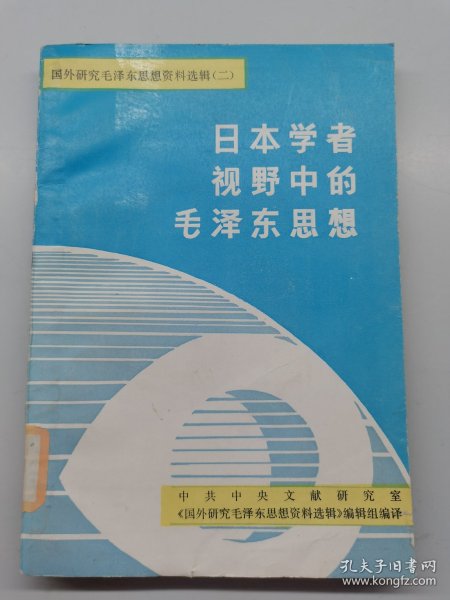 国外研究毛泽东思想资料选辑(二)
日本学者
视野中的
毛泽东思想
中共中央文献研究室
《国外研究毛泽东思想资料选辑》编辑组编译
孔夫子旧书网
www.kongfz.com